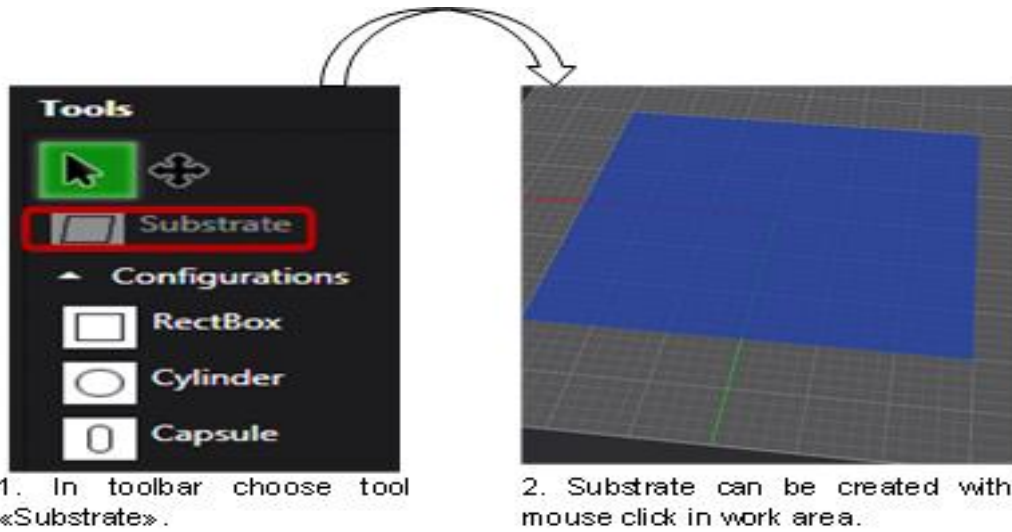 Tools
Substrate
Configurations
RectBox
Cylinder
Capsule
1. In toolbar choose tool
«Substrate».
2. Substrate can be created with
mouse click in work area.